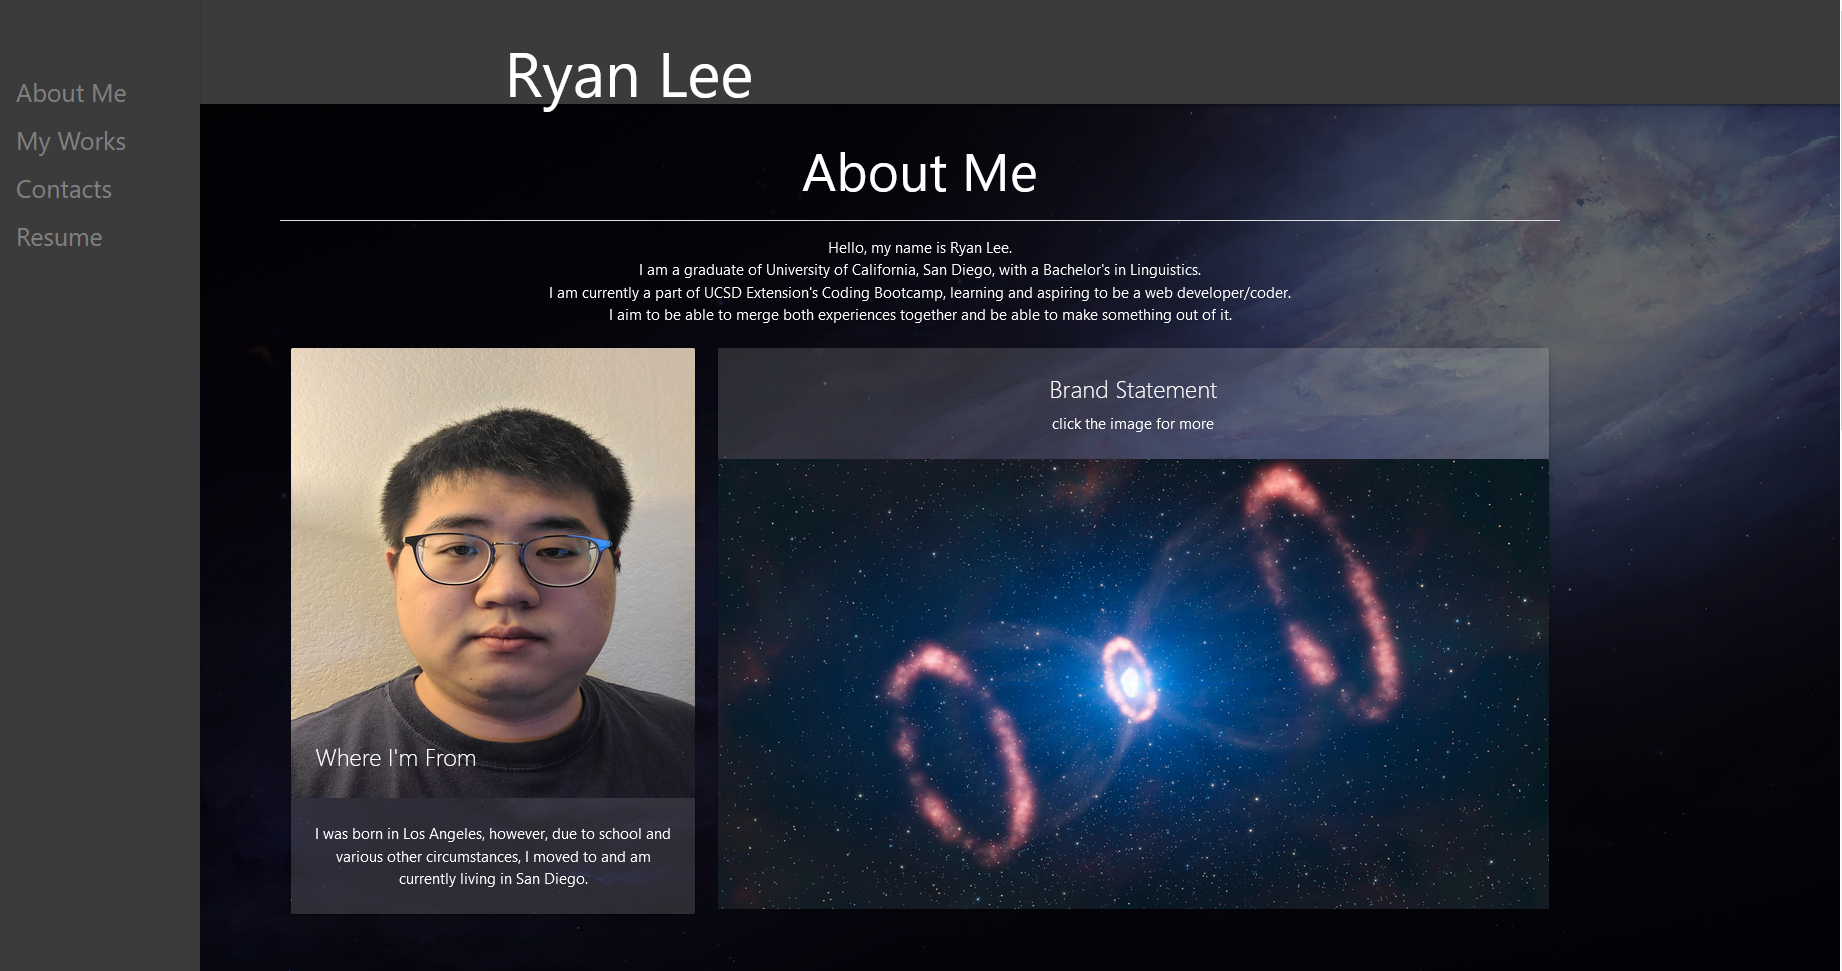 Ryan Lee
About Me
My Works
Contacts
Resume
About Me
Hello, my name is Ryan Lee.
I am a graduate of University of California, San Diego, with a Bachelor's in Linguistics.
I am currently a part of UCSD Extension's Coding Bootcamp, learning and aspiring to be a web developer/coder.
I aim to be able to merge both experiences together and be able to make something out of it.
Where I'm From
I was born in Los Angeles, however, due to school and
various other circumstances, I moved to and am
currently living in San Diego.
Brand Statement
click the image for more